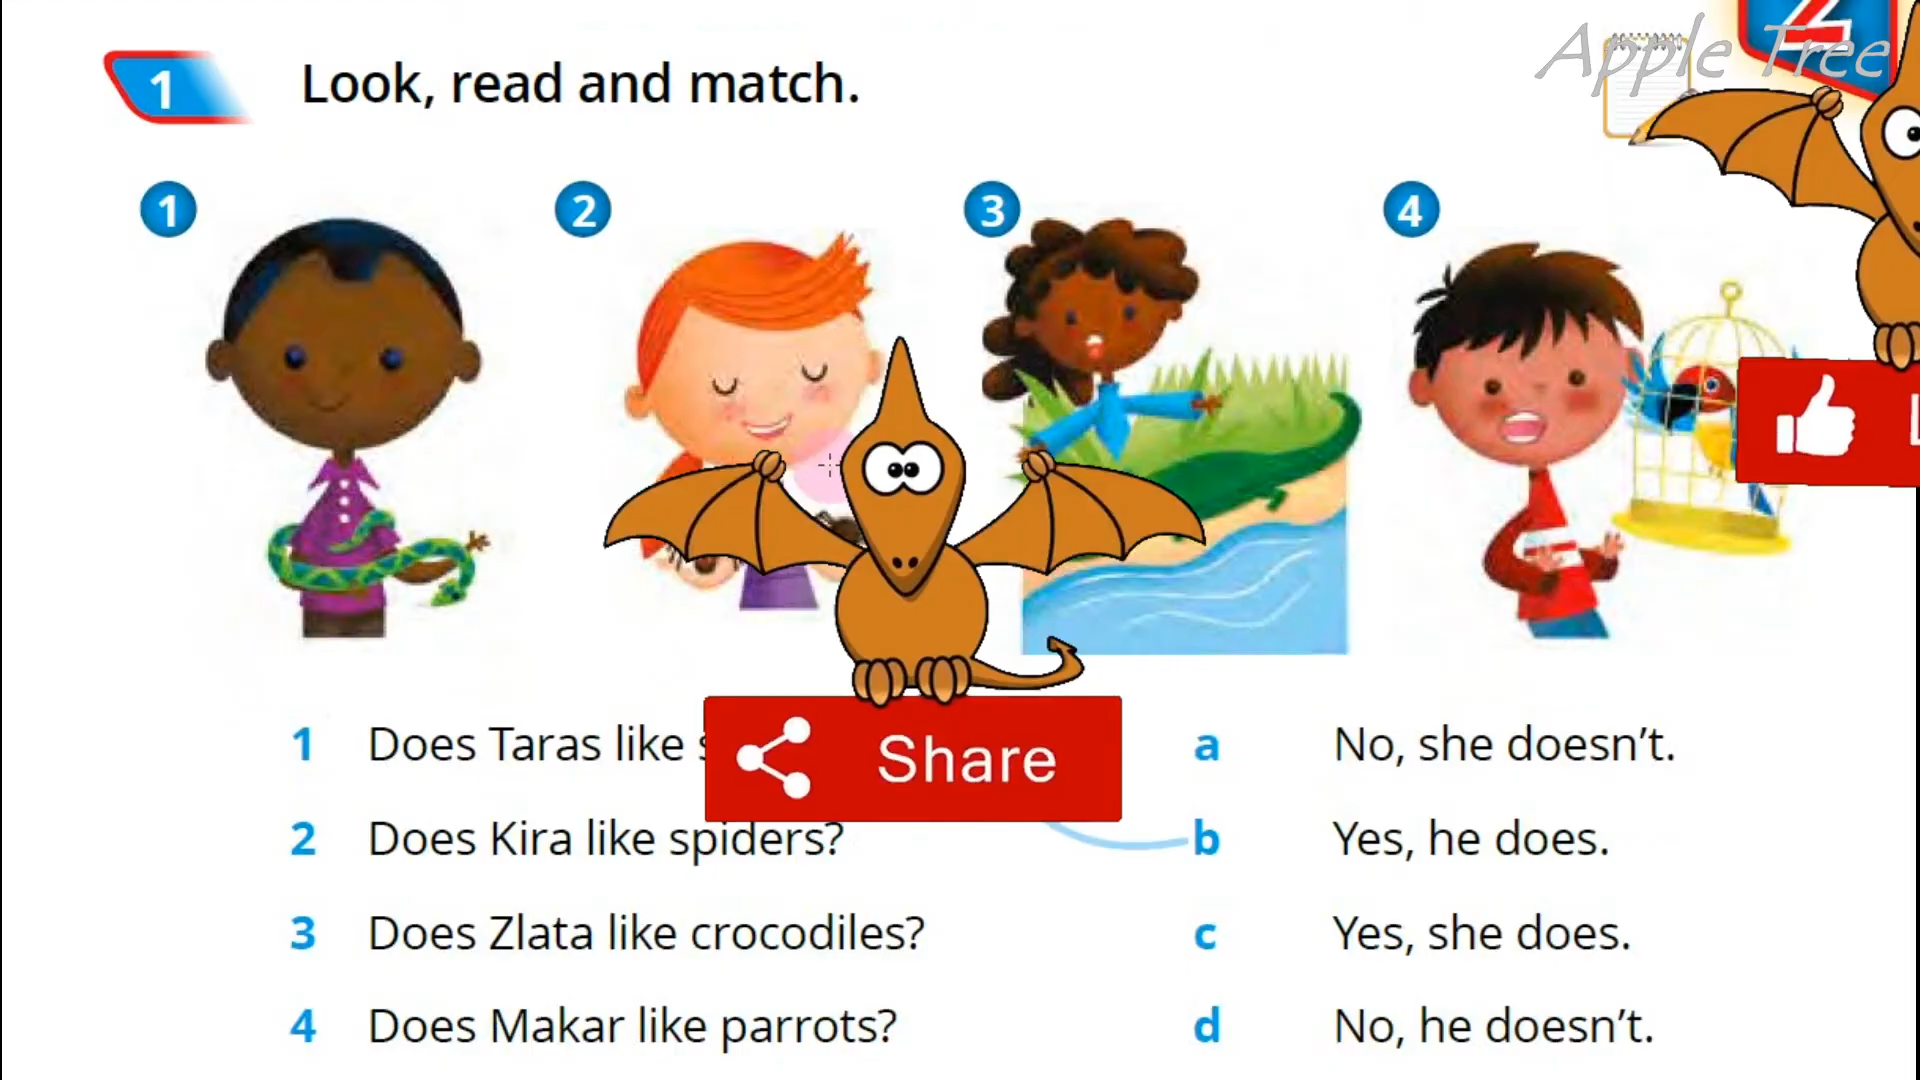 Apple Tree
2
1 Look, read and match.
1 2 3 4
1 Does Taras like
Share
2 Does Kira like spiders?
3 Does Zlata like crocodiles?
4 Does Makar like parrots?
a No, she doesn't.
b Yes, he does.
c Yes, she does.
d No, he doesn't.